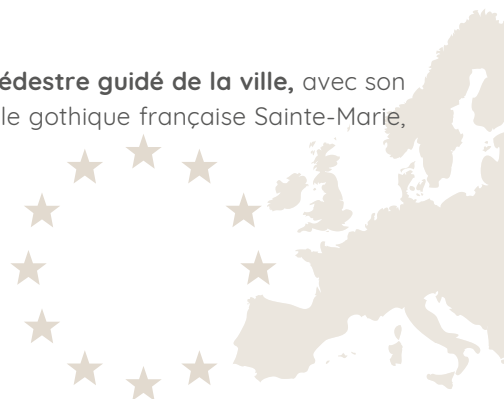 édestre guidé de la ville, avec son
le gothique française Sainte-Marie,